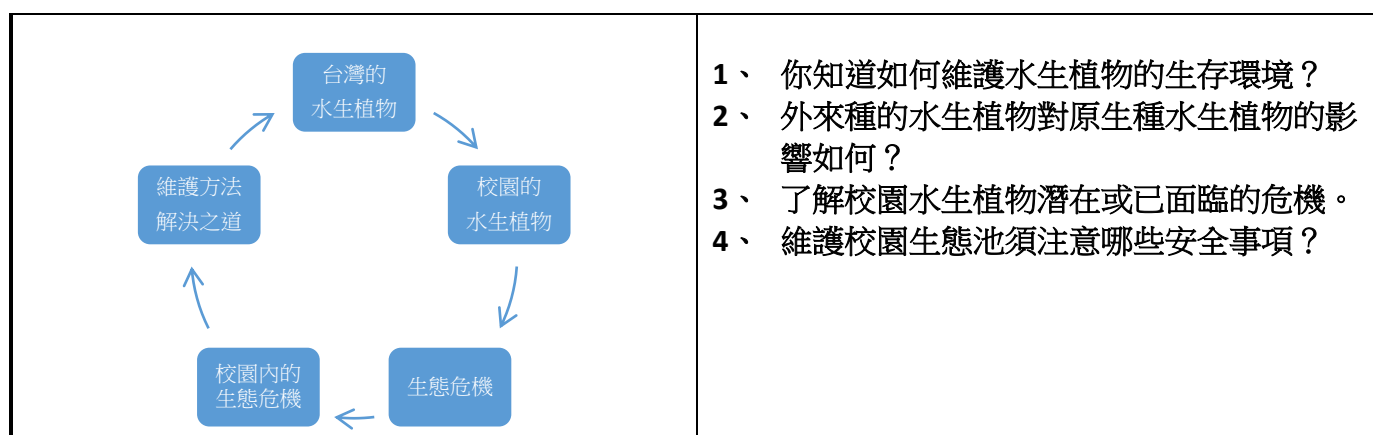 台灣的
水生植物
校園的
水生植物
生態危機
校園內的
生態危機
維護方法
解決之道
1、 你知道如何維護水生植物的生存環境？
2、 外來種的水生植物對原生種水生植物的影
響如何？
3、 了解校園水生植物潛在或已面臨的危機。
4、 維護校園生態池須注意哪些安全事項？